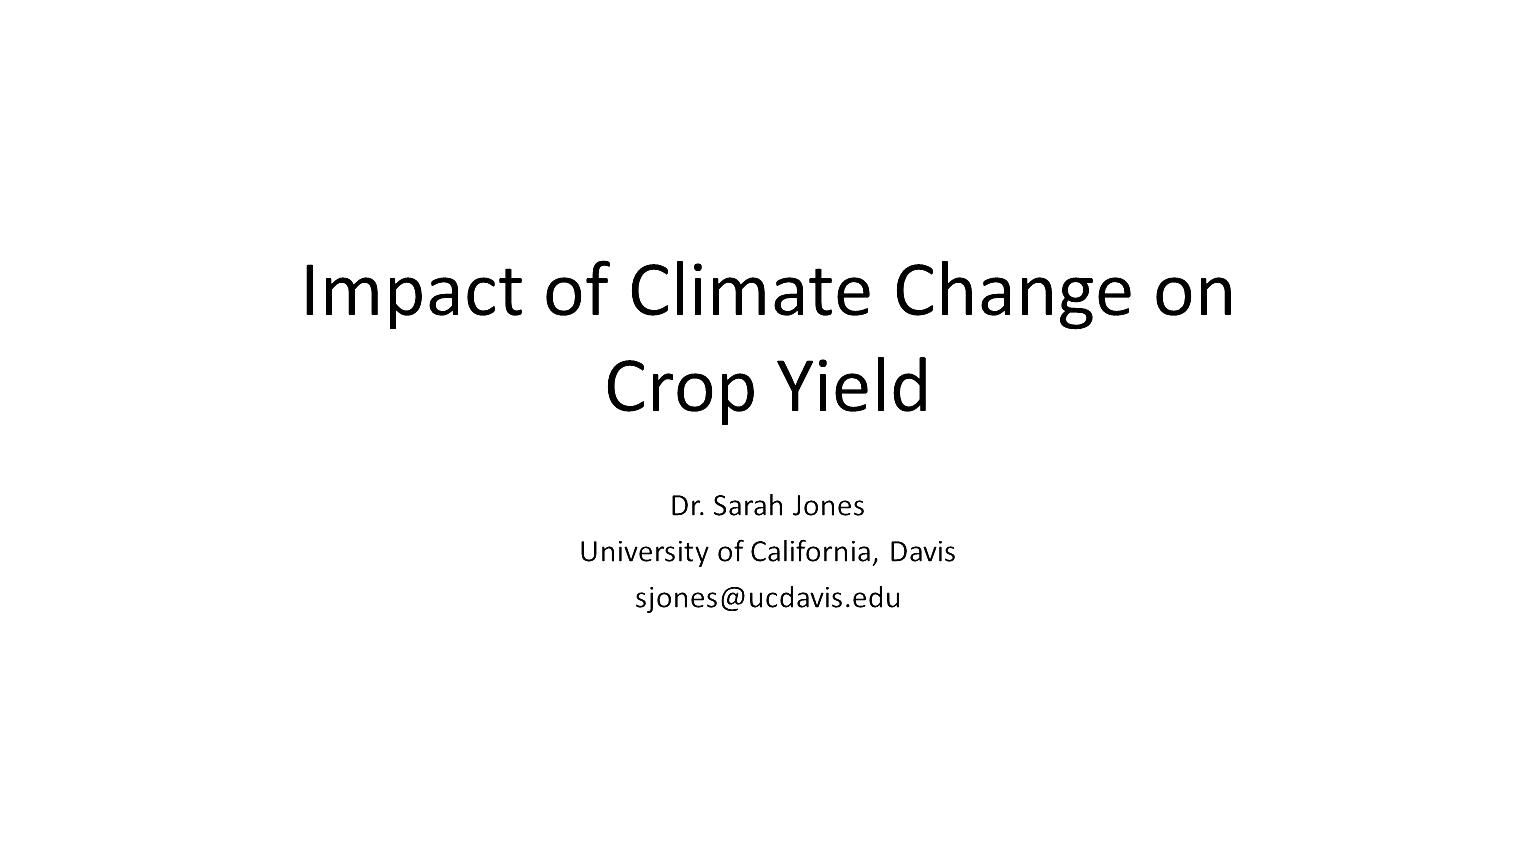 Impact of Climate Change on
Crop Yield
Dr. Sarah Jones
University of California, Davis
sjones@ucdavis.edu